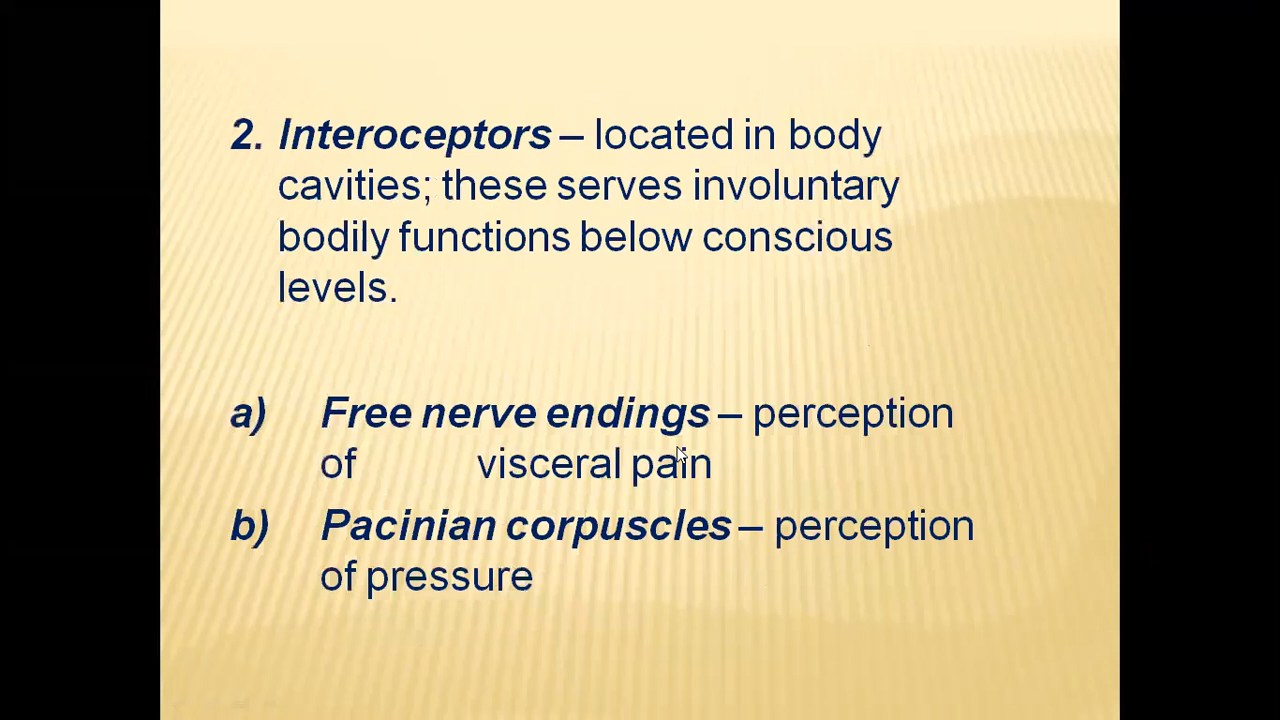 2. Interoceptors – located in body
cavities; these serves involuntary
bodily functions below conscious
levels.
a) Free nerve endings – perception
of visceral pain
b) Pacinian corpuscles – perception
of pressure